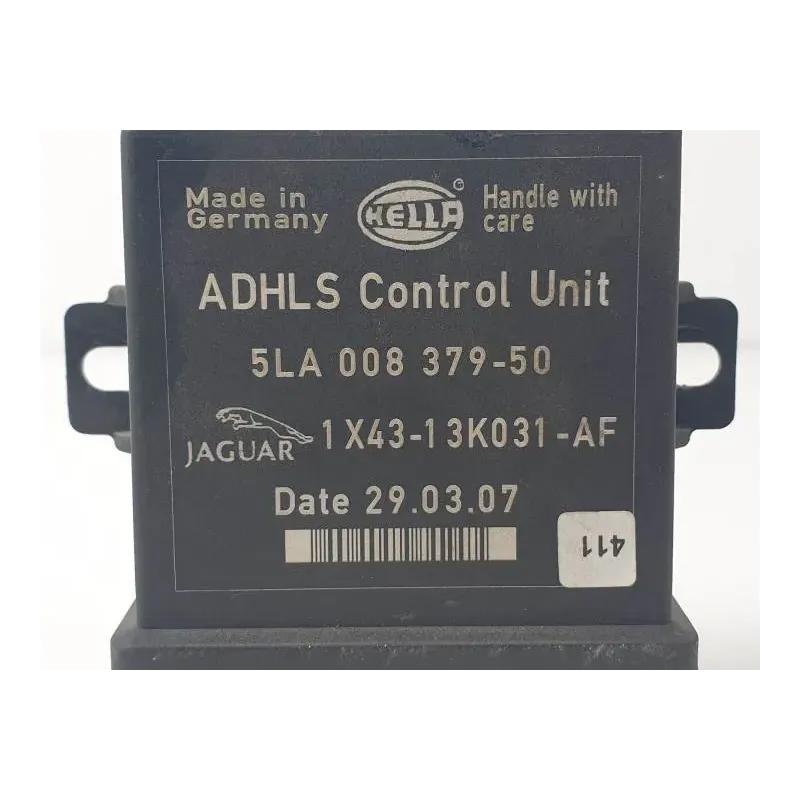 Made in
Germany
HELLA
©
Handle with
care
ADHLS Control Unit
5LA 008 379-50
JAGUAR
1X43-13K031-AF
Date 29.03.07
411